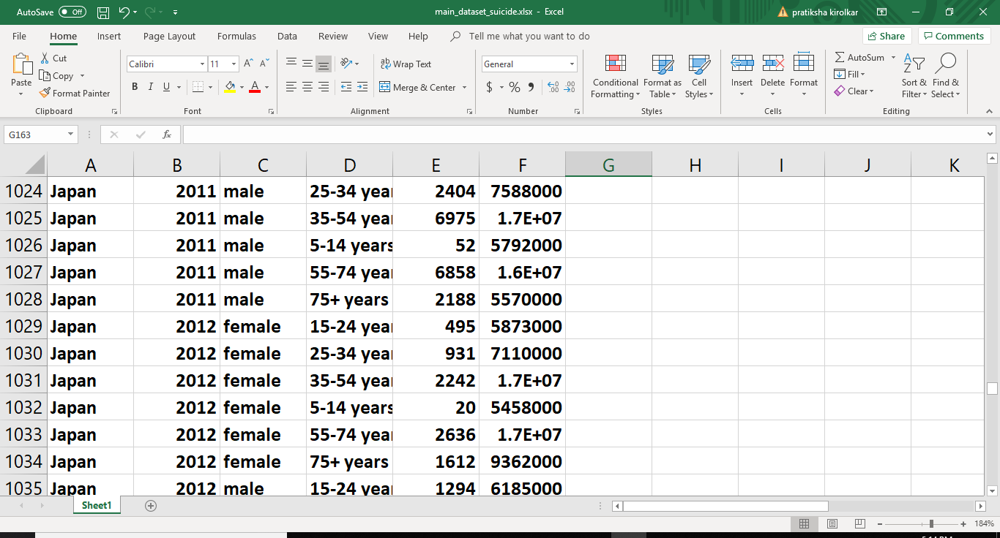 AutoSave Off main_dataset_suicide.xlsx - Excel pratiksha kirolkar
File Home Insert Page Layout Formulas Data Review View Help Tell me what you want to do Share Comments
Cut
Copy
Format Painter
Paste
Clipboard
Calibri 11
B I U
Font
Wrap Text
Merge & Center
Alignment
General
$ % ,
Number
Conditional Formatting
Format as Table
Cell Styles
Styles
Insert Delete Format
Cells
AutoSum
Fill
Clear
Sort & Filter
Find & Select
Editing
G163 fx
A B C D E F G H I J K
1024 Japan 2011 male 25-34 year 2404 7588000
1025 Japan 2011 male 35-54 year 6975 1.7E+07
1026 Japan 2011 male 5-14 years 52 5792000
1027 Japan 2011 male 55-74 year 6858 1.6E+07
1028 Japan 2011 male 75+ years 2188 5570000
1029 Japan 2012 female 15-24 year 495 5873000
1030 Japan 2012 female 25-34 year 931 7110000
1031 Japan 2012 female 35-54 year 2242 1.7E+07
1032 Japan 2012 female 5-14 years 20 5458000
1033 Japan 2012 female 55-74 year 2636 1.7E+07
1034 Japan 2012 female 75+ years 1612 9362000
1035 Japan 2012 male 15-24 year 1294 6185000
Sheet1
184%